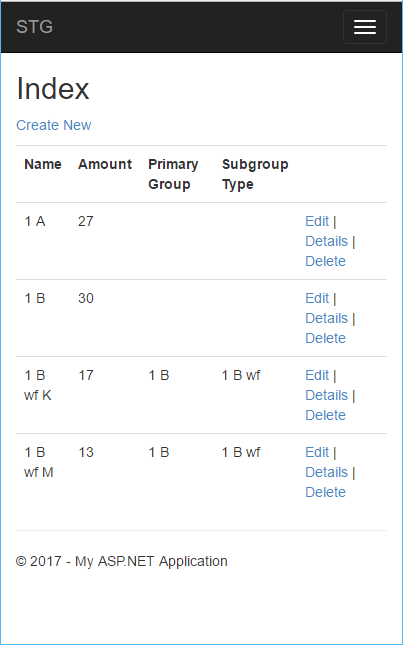 STG
Index
Create New
Name Amount Primary Group Subgroup Type
1 A 27 Edit | Details | Delete
1 B 30 Edit | Details | Delete
1 B wf K 17 1 B 1 B wf Edit | Details | Delete
1 B wf M 13 1 B 1 B wf Edit | Details | Delete
© 2017 - My ASP.NET Application